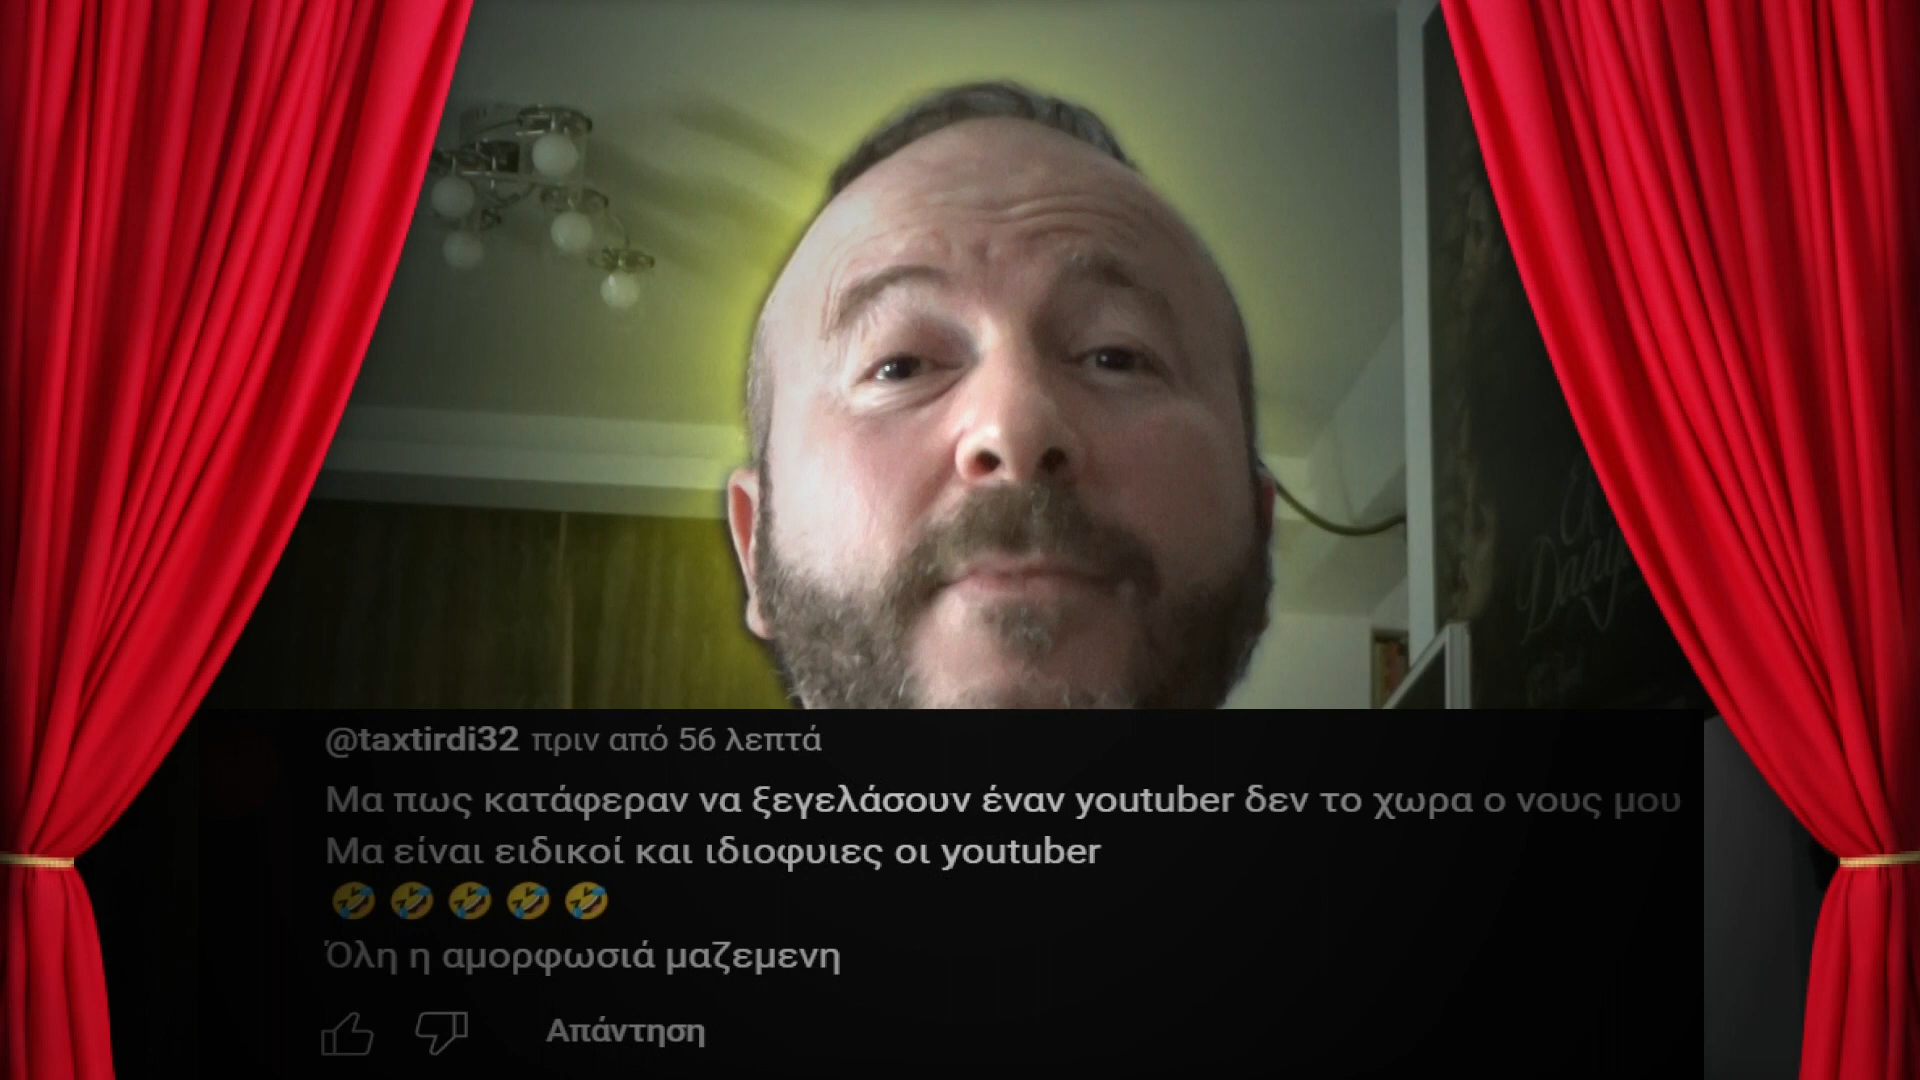 @taxtirdi32 πριν από 56 λεπτά
Μα πως κατάφεραν να ξεγελάσουν έναν youtuber δεν το χωρα ο νους μου
Μα είναι ειδικοί και ιδιοφυιες οι youtuber
🤣🤣🤣🤣🤣
Όλη η αμορφωσιά μαζεμενη
Απάντηση